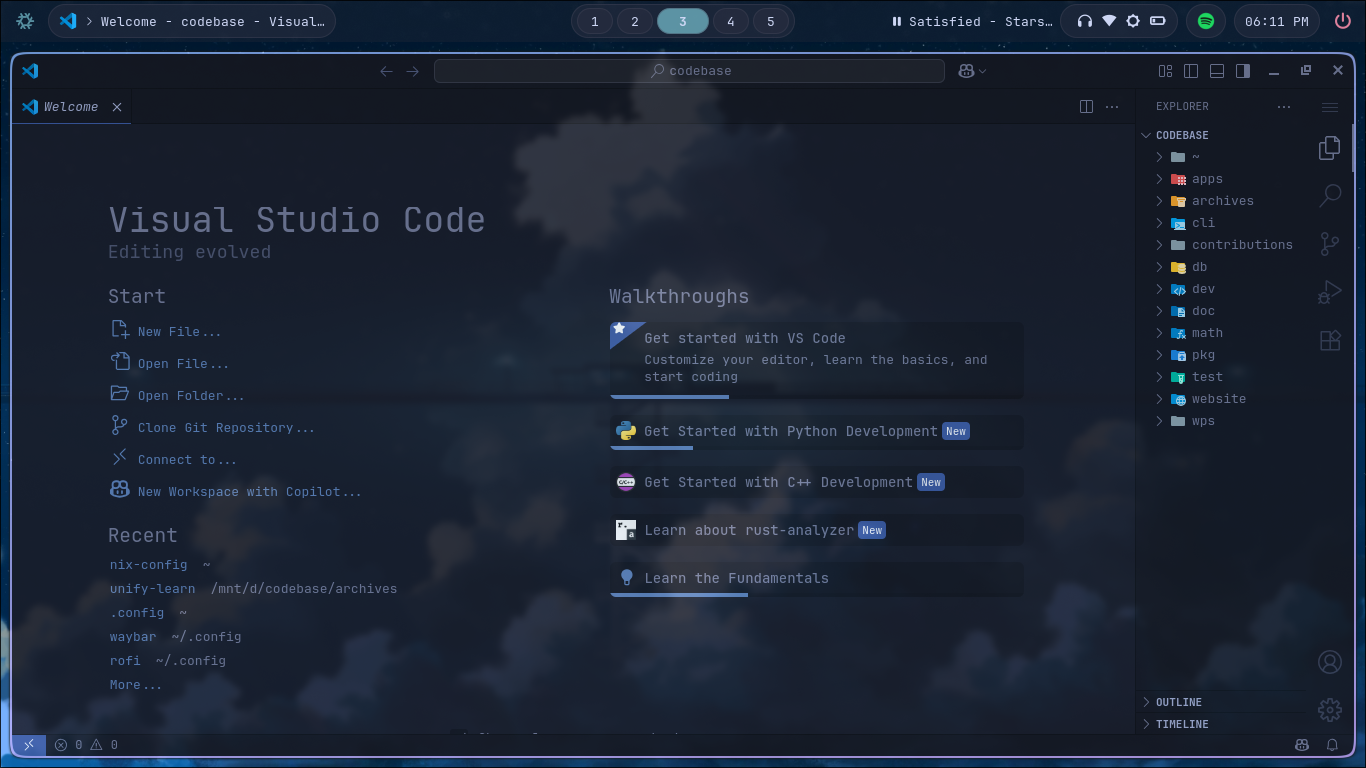 Welcome - codebase - Visual…
1 2 3 4 5
Satisfied - Stars…
06:11 PM
codebase
Welcome
Visual Studio Code
Editing evolved
Start
New File...
Open File...
Open Folder...
Clone Git Repository...
Connect to...
New Workspace with Copilot...
Recent
nix-config ~
unify-learn /mnt/d/codebase/archives
.config ~
waybar ~/.config
rofi ~/.config
More...
Walkthroughs
Get started with VS Code
Customize your editor, learn the basics, and
start coding
Get Started with Python Development New
C/C++
Get Started with C++ Development New
r.
a
Learn about rust-analyzer New
Learn the Fundamentals
EXPLORER
CODEBASE
~
apps
archives
cli
contributions
db
dev
doc
math
pkg
test
website
wps
OUTLINE
TIMELINE
0 0